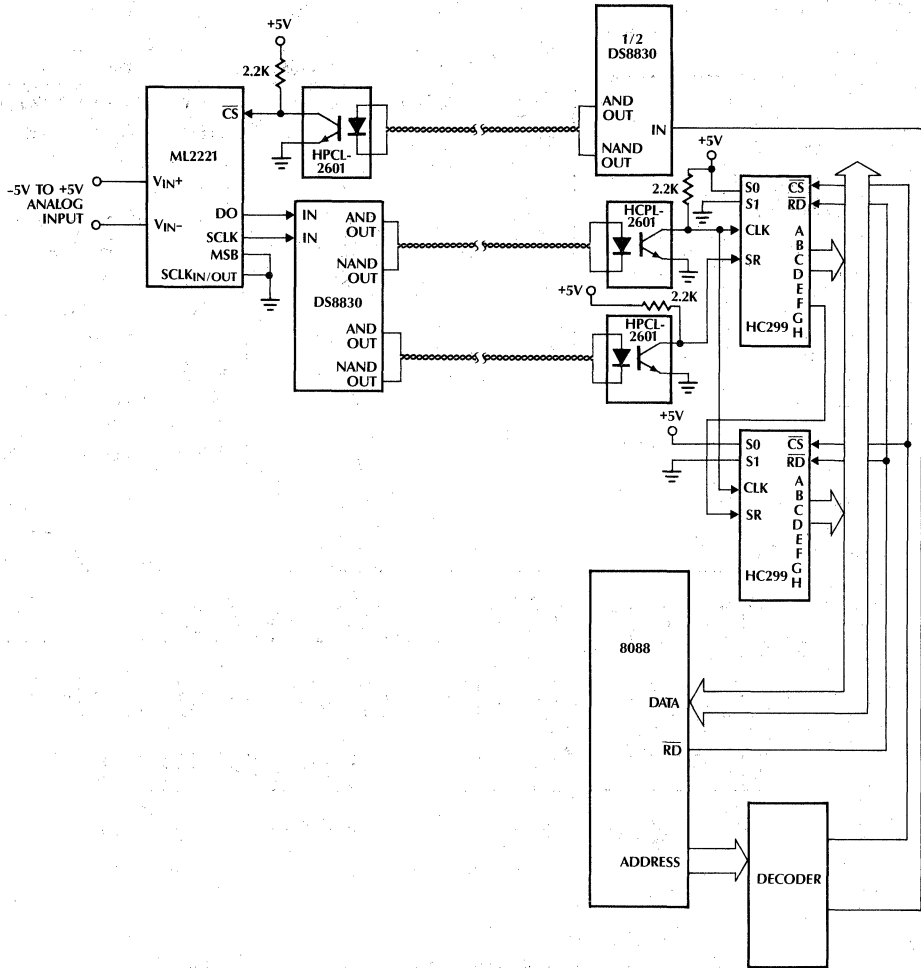 +5V
2.2K
CS
ML2221
HPCL-
2601
1/2
DS8830
AND
OUT
IN
NAND
OUT
-5V TO +5V
ANALOG
INPUT
VIN+
VIN-
DO
SCLK
MSB
SCLKIN/OUT
IN
IN
AND
OUT
NAND
OUT
DS8830
AND
OUT
NAND
OUT
HCPL-
2601
+5V
2.2K
HPCL-
2601
+5V
2.2K
S0
S1
CLK
SR
CS
RD
A
B
C
D
E
F
G
H
HC299
+5V
S0
S1
CLK
SR
CS
RD
A
B
C
D
E
F
G
H
HC299
8088
DATA
RD
ADDRESS
DECODER